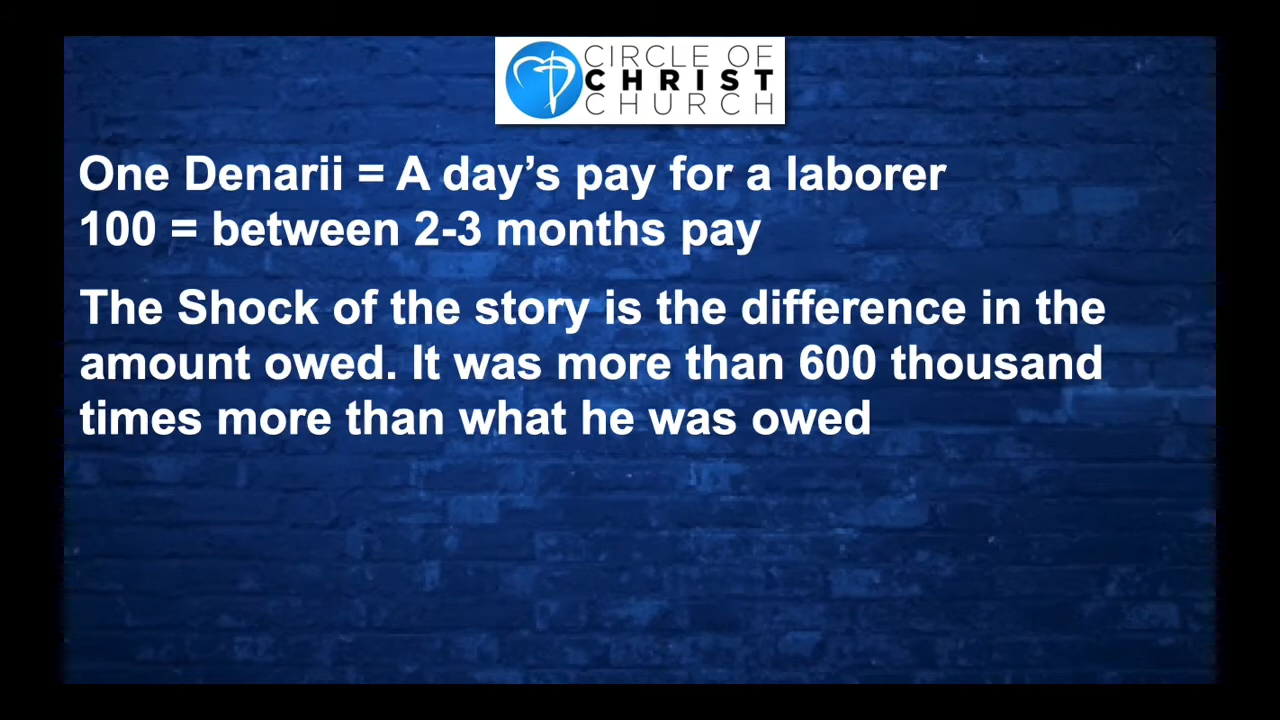 CIRCLE OF
CHRIST
CHURCH
One Denarii = A day’s pay for a laborer
100 = between 2-3 months pay
The Shock of the story is the difference in the
amount owed. It was more than 600 thousand
times more than what he was owed